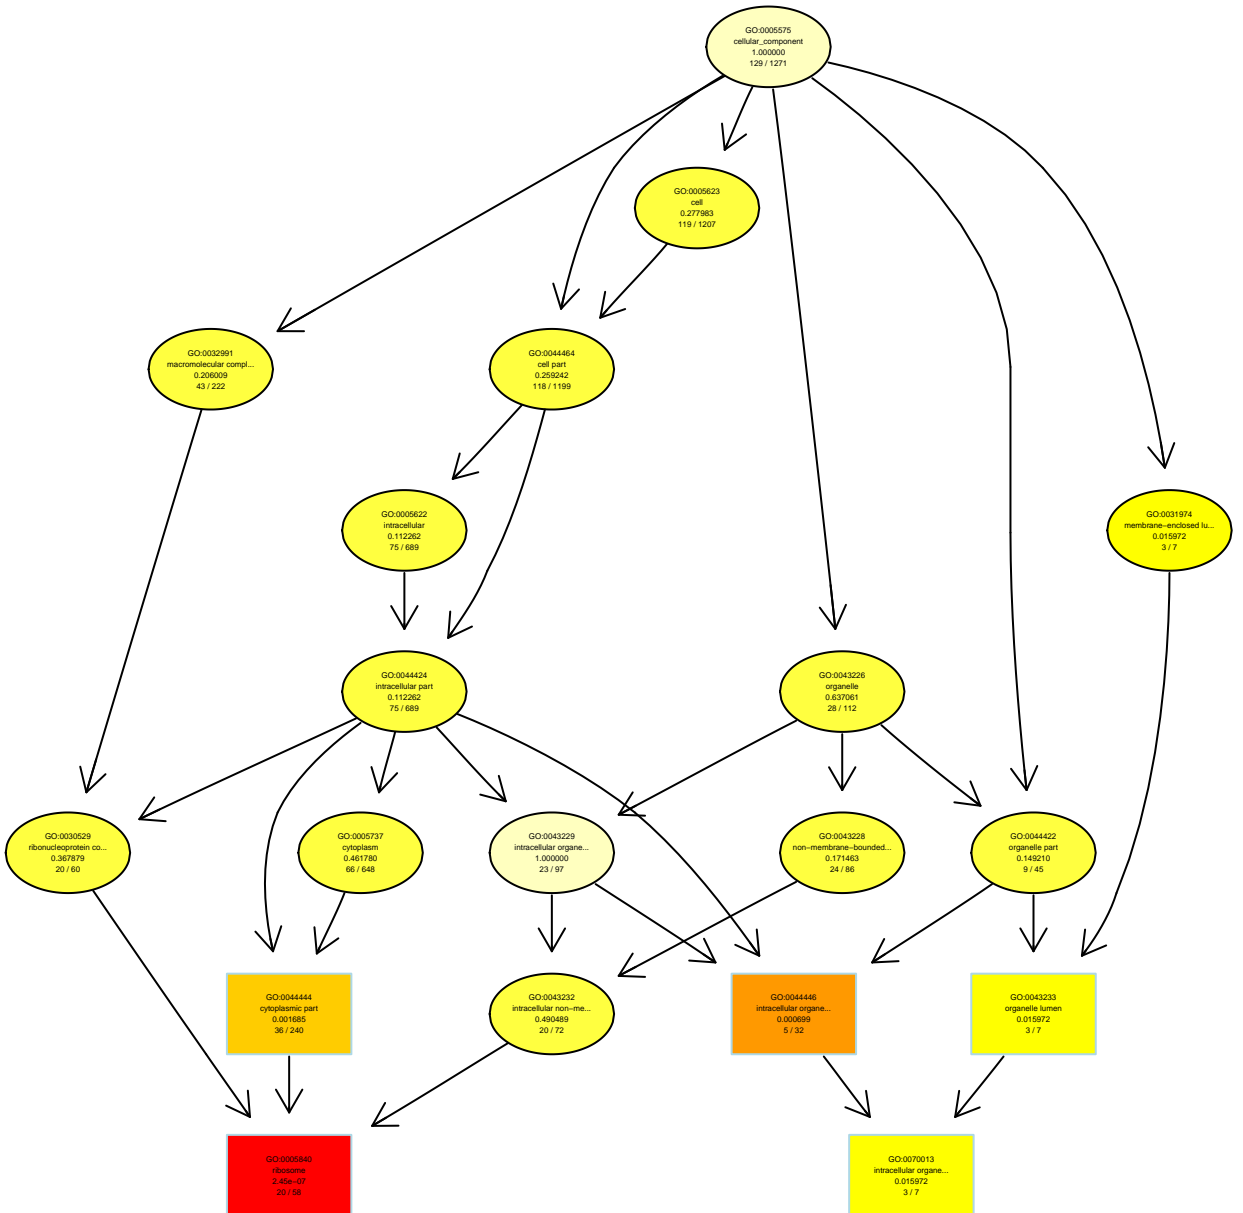 GO:0005575
cellular_component
1.000000
129 / 1271
GO:0005623
cell
0.277983
119 / 1207
GO:0032991
macromolecular compl...
0.206009
43 / 222
GO:0044464
cell part
0.259242
118 / 1199
GO:0005622
intracellular
0.112262
75 / 689
GO:0031974
membrane−enclosed lu...
0.015972
3 / 7
GO:0044424
intracellular part
0.112262
75 / 689
GO:0043226
organelle
0.637061
28 / 112
GO:0030529
ribonucleoprotein co...
0.367879
20 / 60
GO:0005737
cytoplasm
0.461780
66 / 648
GO:0043229
intracellular organe...
1.000000
23 / 97
GO:0043228
non−membrane−bounded...
0.171463
24 / 86
GO:0044422
organelle part
0.149210
9 / 45
GO:0044444
cytoplasmic part
0.001685
36 / 240
GO:0043232
intracellular non−me...
0.490489
20 / 72
GO:0044446
intracellular organe...
0.000699
5 / 32
GO:0043233
organelle lumen
0.015972
3 / 7
GO:0005840
ribosome
2.45e−07
20 / 58
GO:0070013
intracellular organe...
0.015972
3 / 7